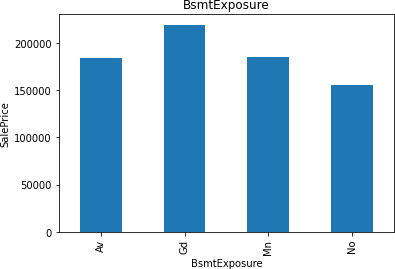 BsmtExposure
200000
150000
100000
50000
0
SalePrice
Av
Gd
Mn
No
BsmtExposure